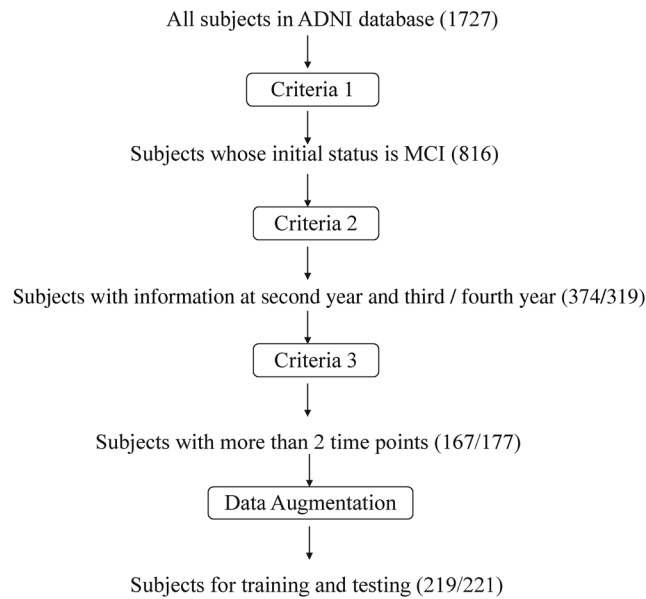 All subjects in ADNI database (1727)
Criteria 1
Subjects whose initial status is MCI (816)
Criteria 2
Subjects with information at second year and third / fourth year (374/319)
Criteria 3
Subjects with more than 2 time points (167/177)
Data Augmentation
Subjects for training and testing (219/221)